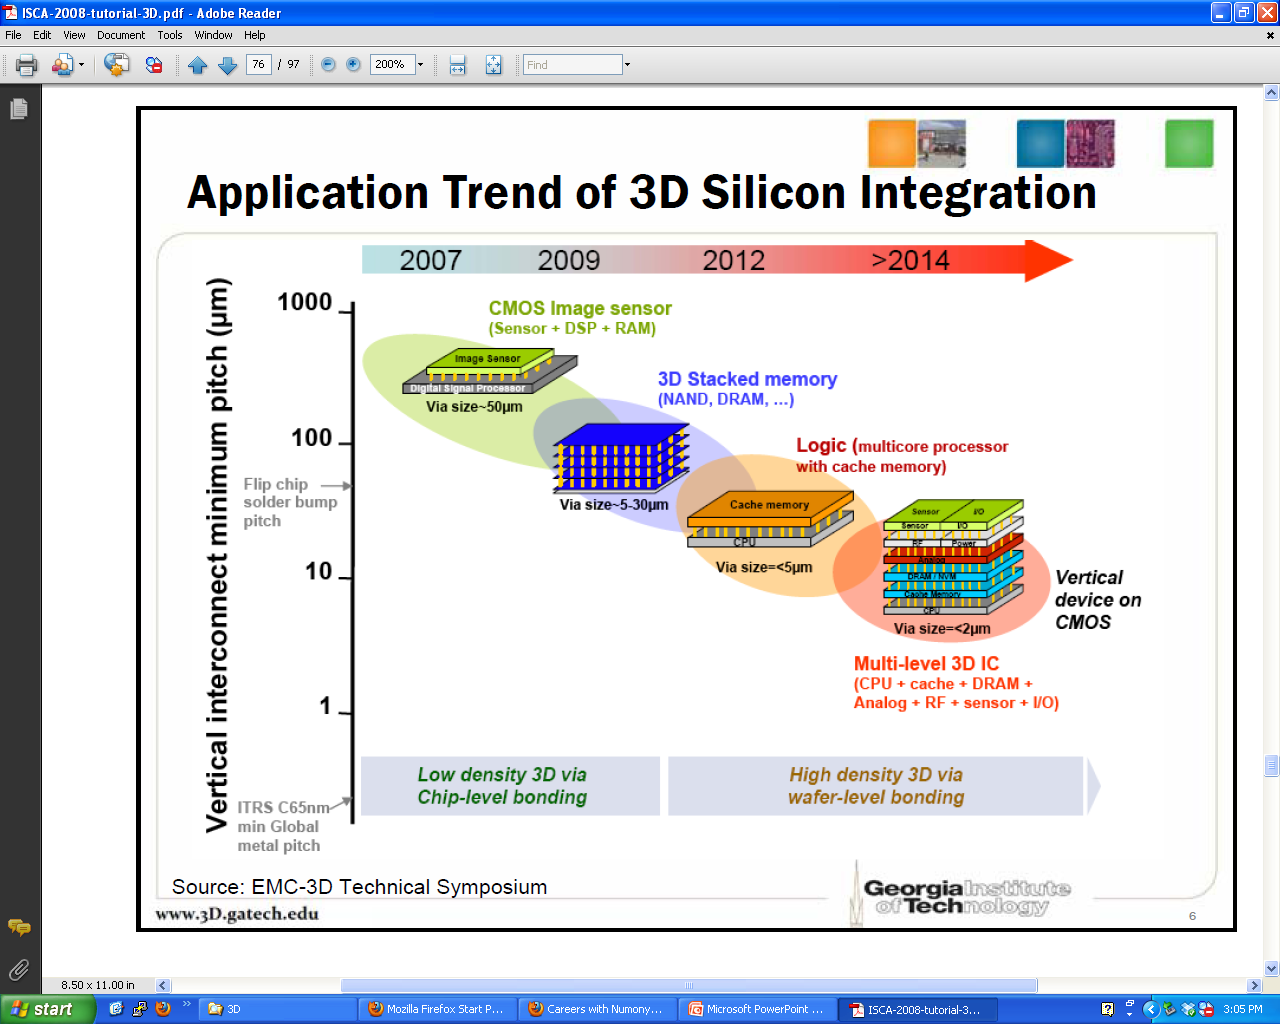 ISCA-2008-tutorial-3D.pdf - Adobe Reader
File Edit View Document Tools Window Help
76 / 97 200% Find
Application Trend of 3D Silicon Integration
2007 2009 2012 >2014
Vertical interconnect minimum pitch (µm)
1000
100
10
1
CMOS Image sensor
(Sensor + DSP + RAM)
Image Sensor
Digital Signal Processor
Via size~50µm
3D Stacked memory
(NAND, DRAM, ...)
Via size~5-30µm
Logic (multicore processor
with cache memory)
Cache memory
CPU
Via size=<5µm
Sensor I/O
Sensor I/O
RF Power
Analog
DRAM / NVM
Cache Memory
CPU
Via size=<2µm
Vertical
device on
CMOS
Multi-level 3D IC
(CPU + cache + DRAM +
Analog + RF + sensor + I/O)
Flip chip
solder bump
pitch
ITRS C65nm
min Global
metal pitch
Low density 3D via
Chip-level bonding
High density 3D via
wafer-level bonding
Source: EMC-3D Technical Symposium
www.3D.gatech.edu
Georgia Institute
of Technology
6
8.50 x 11.00 in
start
3D
Mozilla Firefox Start P...
Careers with Numony...
Microsoft PowerPoint ...
ISCA-2008-tutorial-3...
3:05 PM